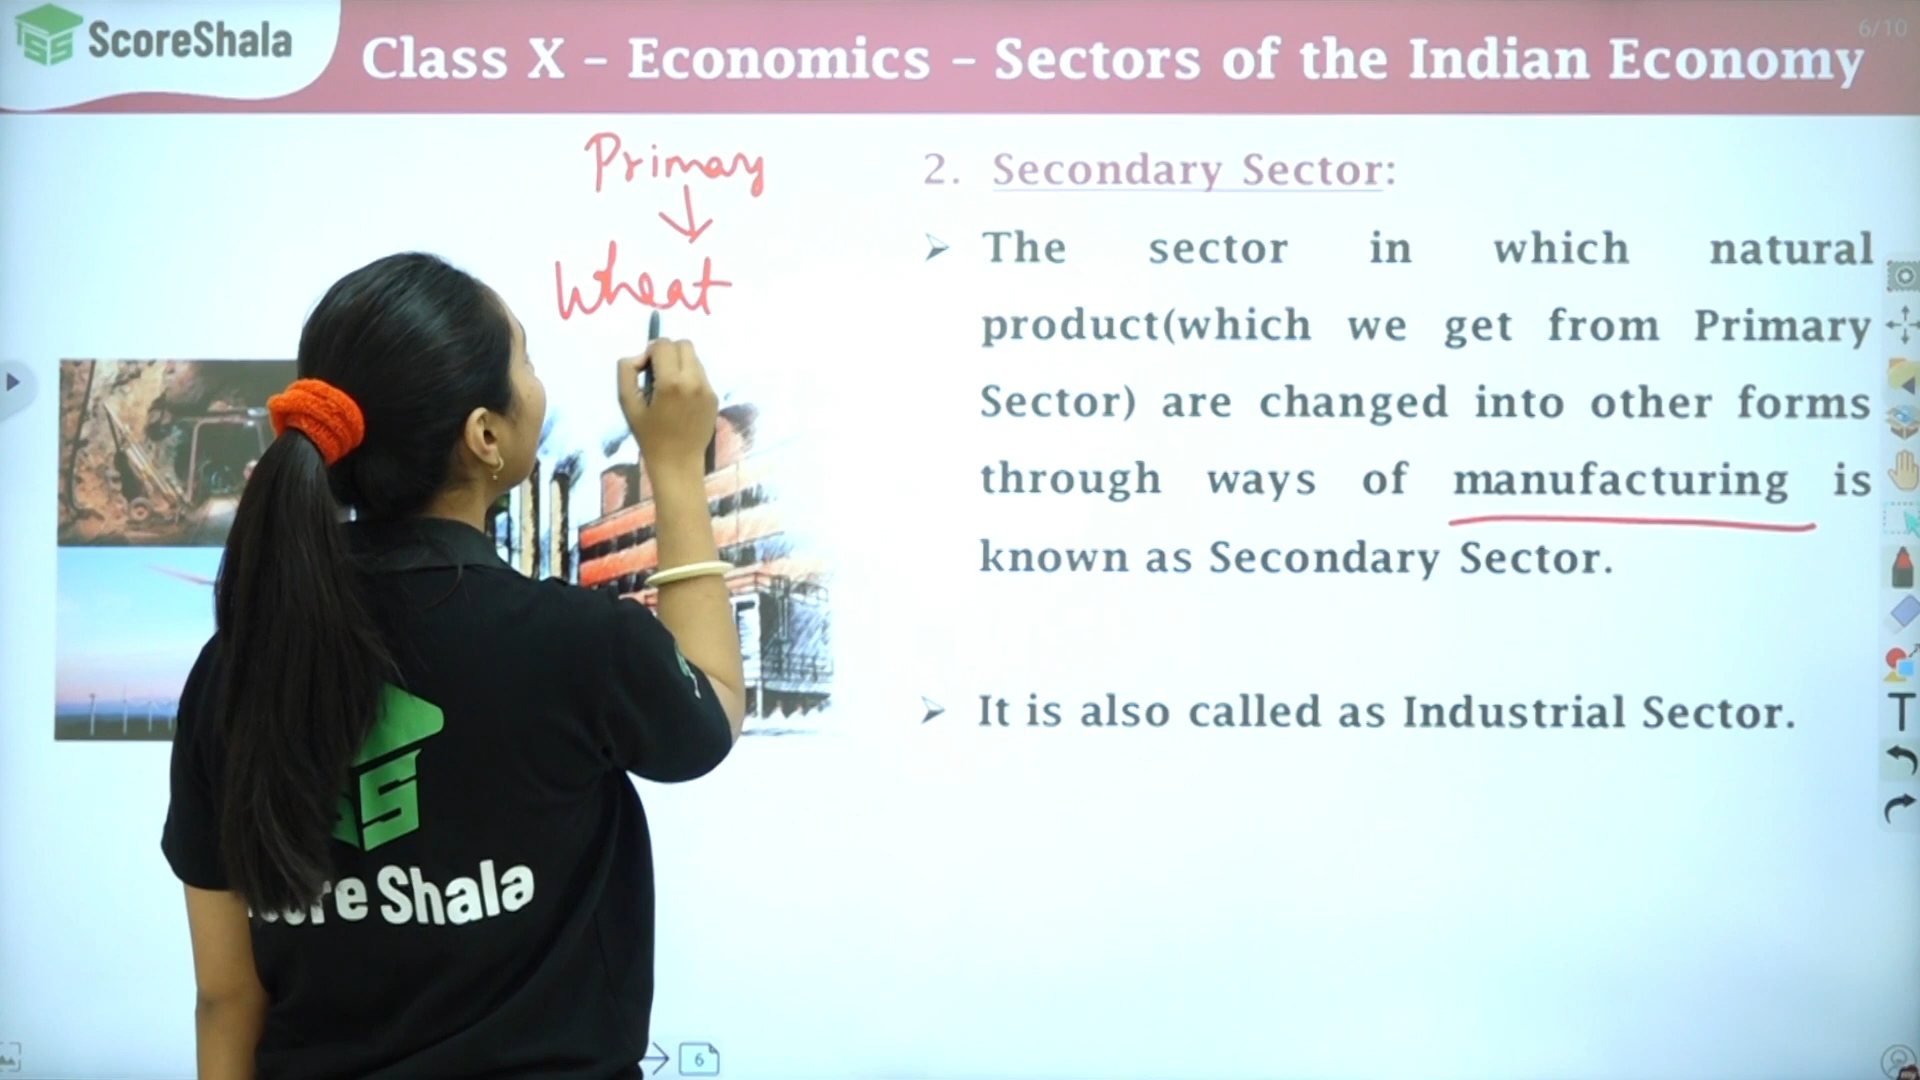 ScoreShala
Class X - Economics - Sectors of the Indian Economy
6/10
Primary
Wheat
2. Secondary Sector:
The sector in which natural
product(which we get from Primary
Sector) are changed into other forms
through ways of manufacturing is
known as Secondary Sector.
It is also called as Industrial Sector.
T
Shala
6